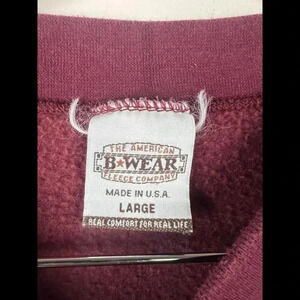 THE AMERICAN
B★WEAR
FLEECE COMPANY
MADE IN U.S.A.
LARGE
REAL COMFORT FOR REAL LIFE